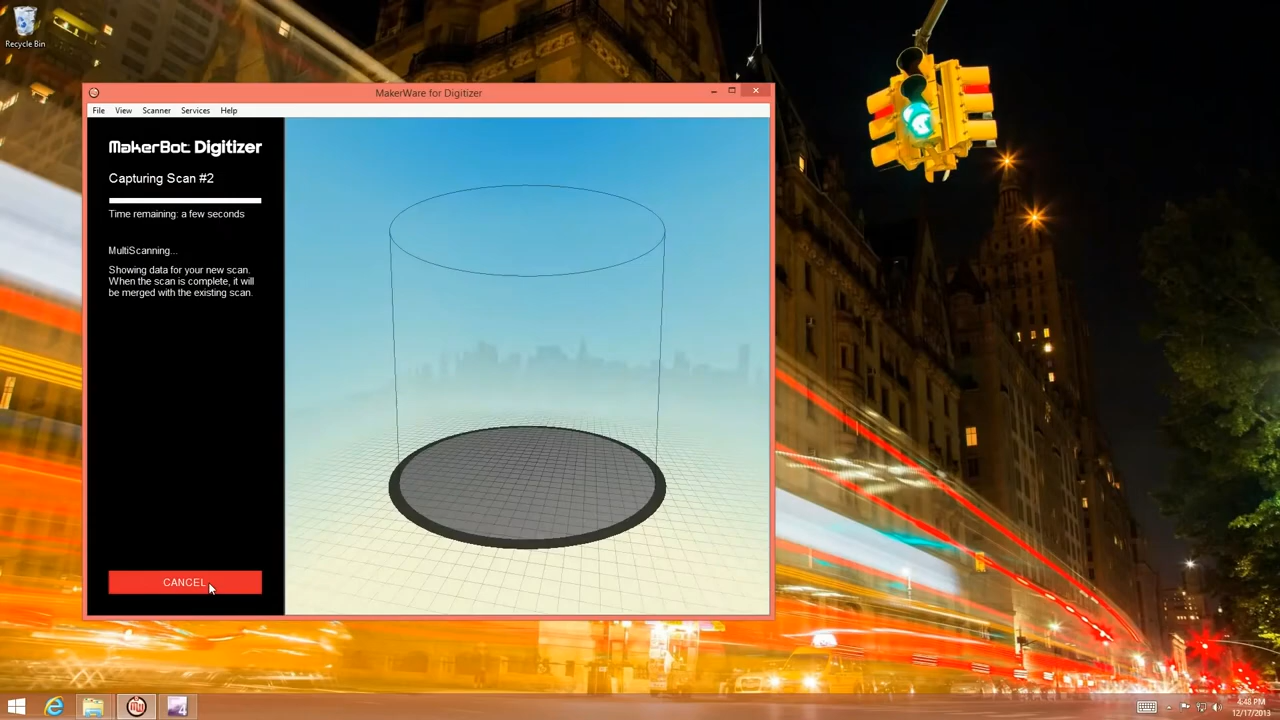 Recycle Bin
MakerWare for Digitizer
File View Scanner Services Help
MakerBot Digitizer
Capturing Scan #2
Time remaining: a few seconds
MultiScanning...
Showing data for your new scan.
When the scan is complete, it will
be merged with the existing scan.
CANCEL
4:48 PM
12/17/2013